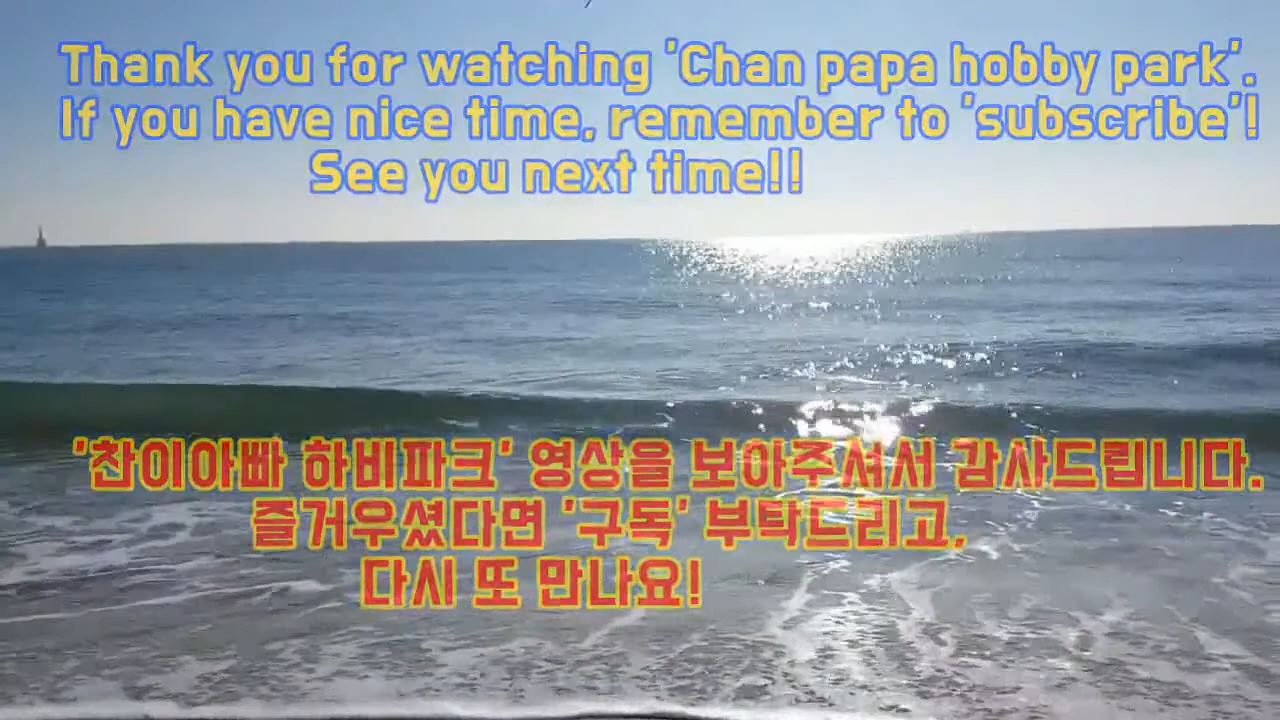 Thank you for watching 'Chan papa hobby park'.
If you have nice time, remember to 'subscribe'!
See you next time!!
'찬이아빠 하비파크' 영상을 보아주셔서 감사드립니다.
즐거우셨다면 '구독' 부탁드리고,
다시 또 만나요!